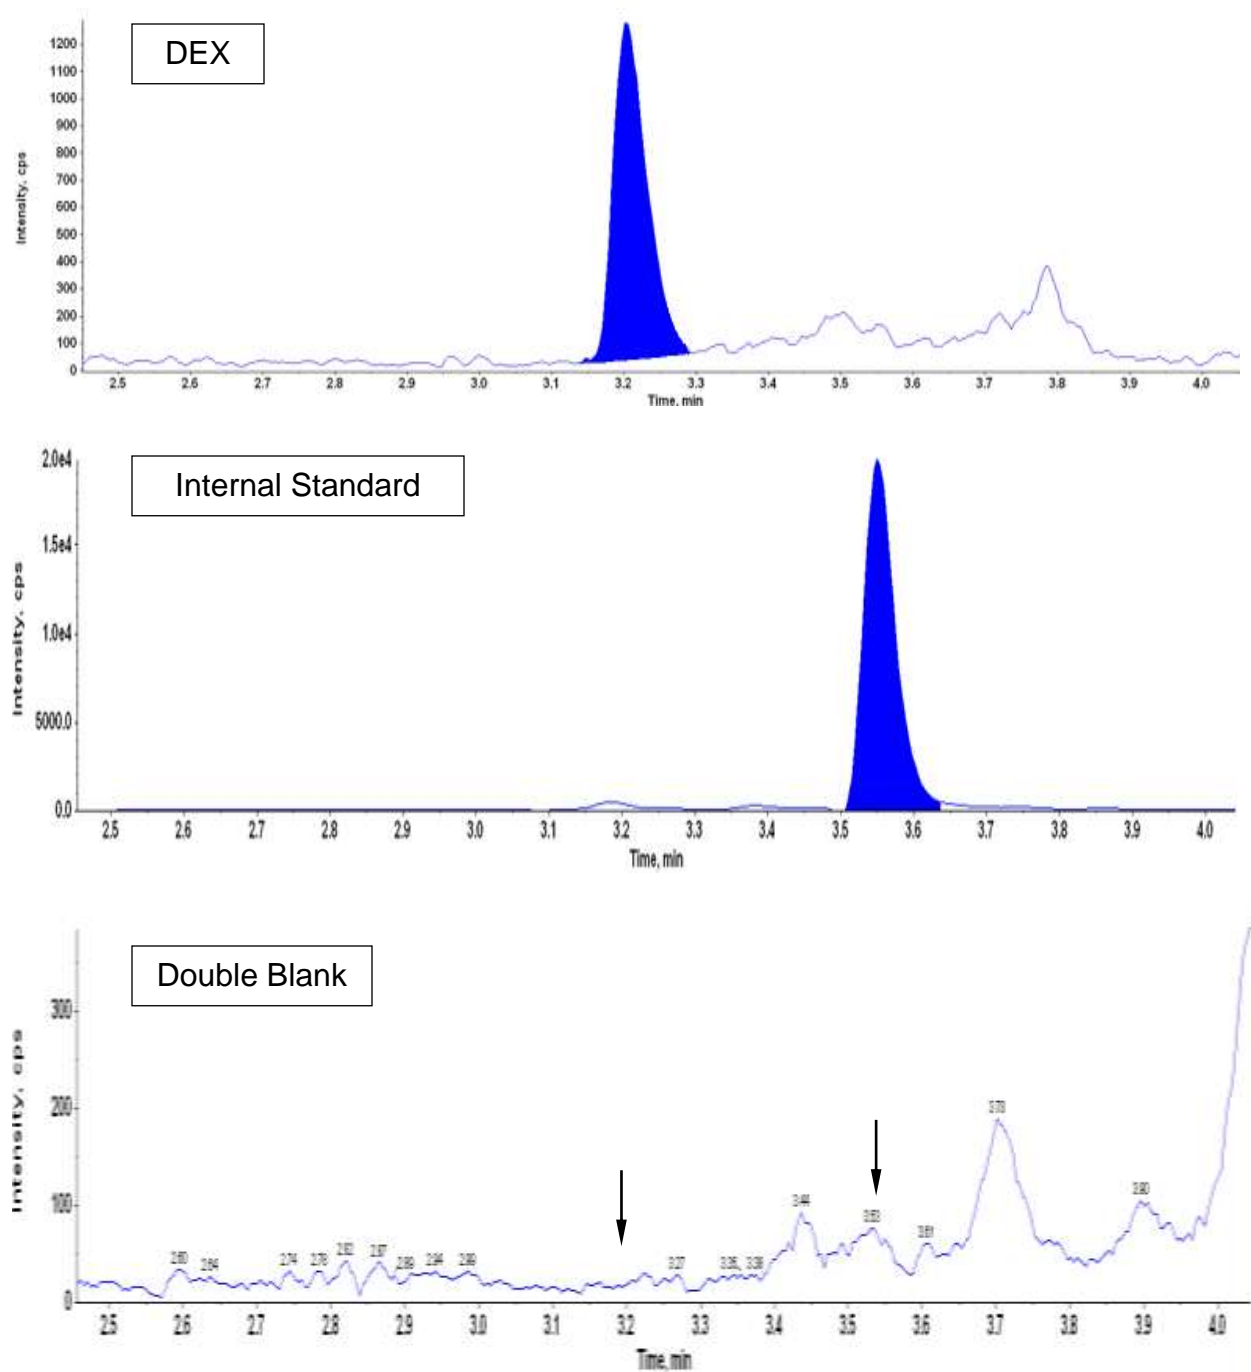 DEX
1200
1100
1000
900
800
700
600
500
400
300
200
100
0
Intensity, cps
2.5 2.6 2.7 2.8 2.9 3.0 3.1 3.2 3.3 3.4 3.5 3.6 3.7 3.8 3.9 4.0
Time, min
Internal Standard
2.0e4
1.5e4
1.0e4
5000.0
0.0
Intensity, cps
2.5 2.6 2.7 2.8 2.9 3.0 3.1 3.2 3.3 3.4 3.5 3.6 3.7 3.8 3.9 4.0
Time, min
Double Blank
300
200
100
0
Intensity, cps
2.60 2.64 2.74 2.78 2.82 2.87 2.94 3.27 3.44 3.53 3.61 3.90
2.5 2.6 2.7 2.8 2.9 3.0 3.1 3.2 3.3 3.4 3.5 3.6 3.7 3.8 3.9 4.0
Time, min